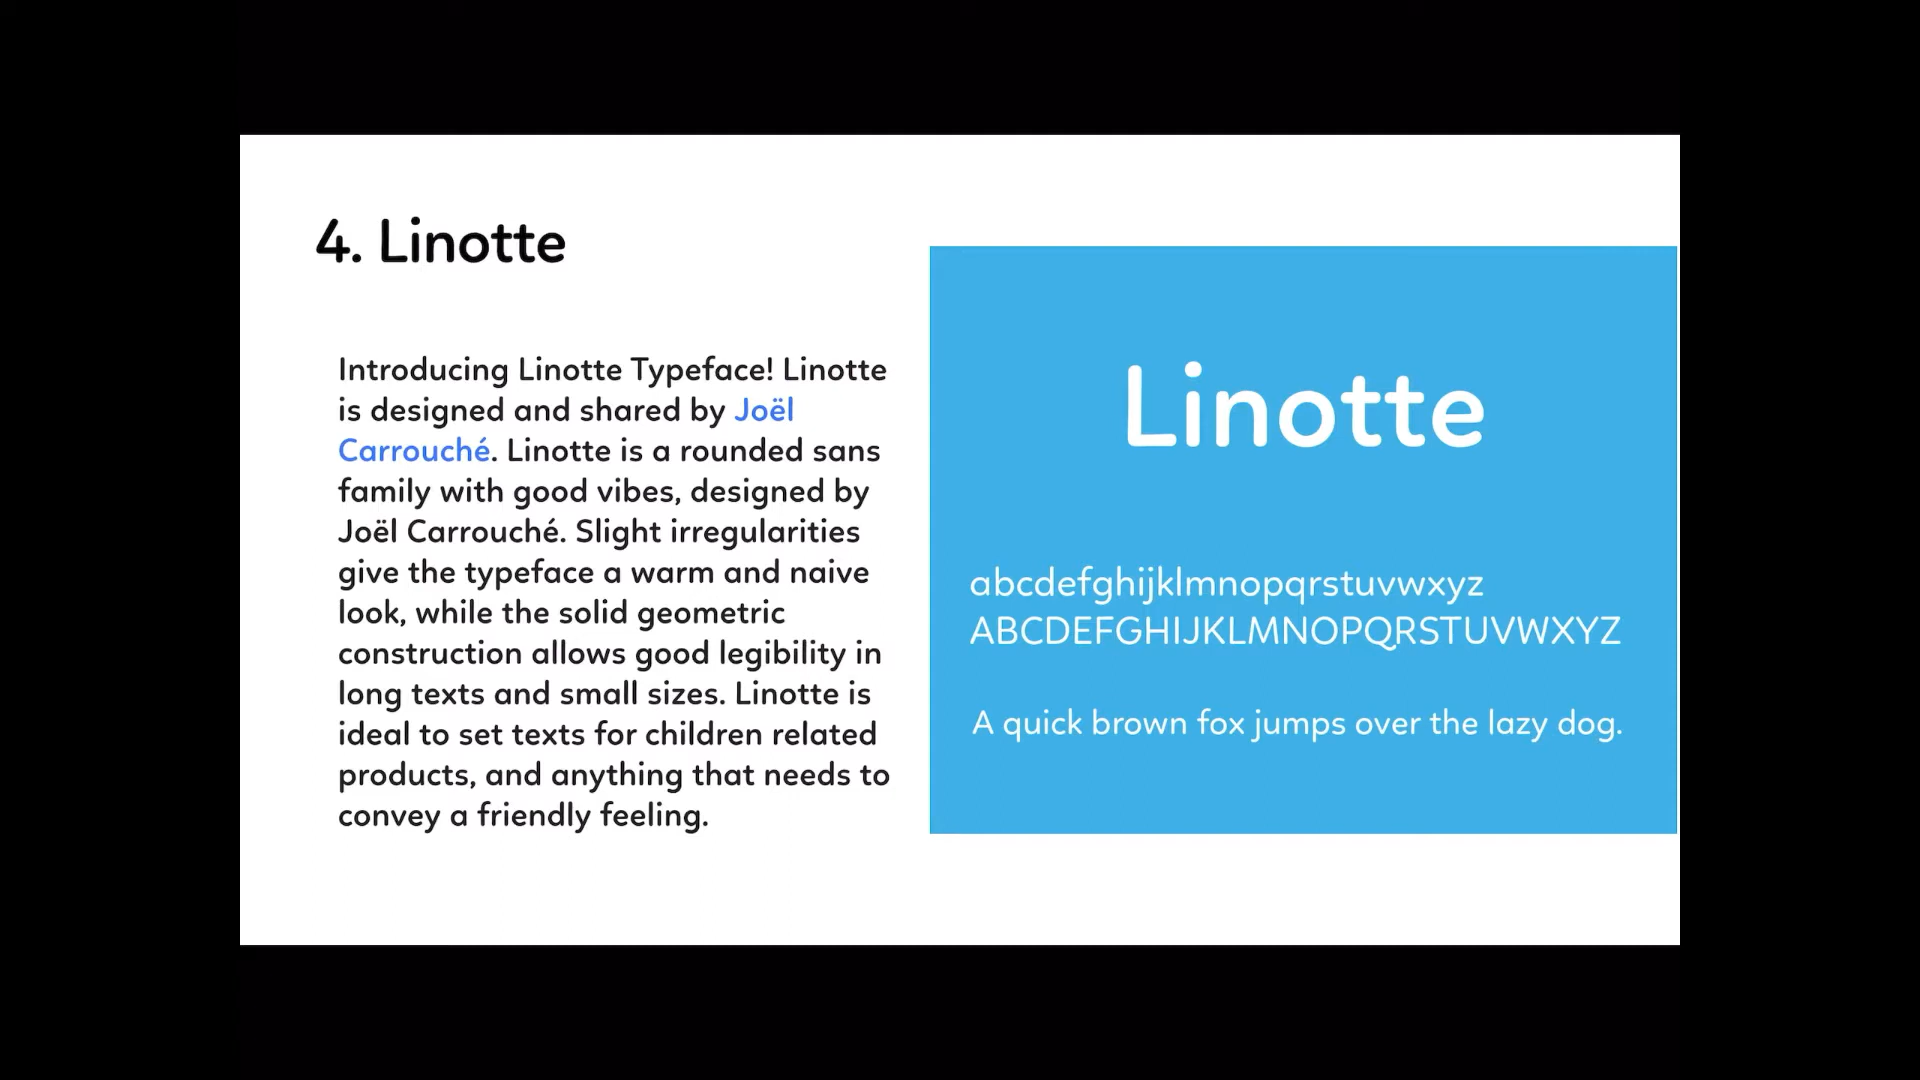 4. Linotte
Introducing Linotte Typeface! Linotte
is designed and shared by Joël
Carrouché. Linotte is a rounded sans
family with good vibes, designed by
Joël Carrouché. Slight irregularities
give the typeface a warm and naive
look, while the solid geometric
construction allows good legibility in
long texts and small sizes. Linotte is
ideal to set texts for children related
products, and anything that needs to
convey a friendly feeling.
Linotte
abcdefghijklmnopqrstuvwxyz
ABCDEFGHIJKLMNOPQRSTUVWXYZ
A quick brown fox jumps over the lazy dog.